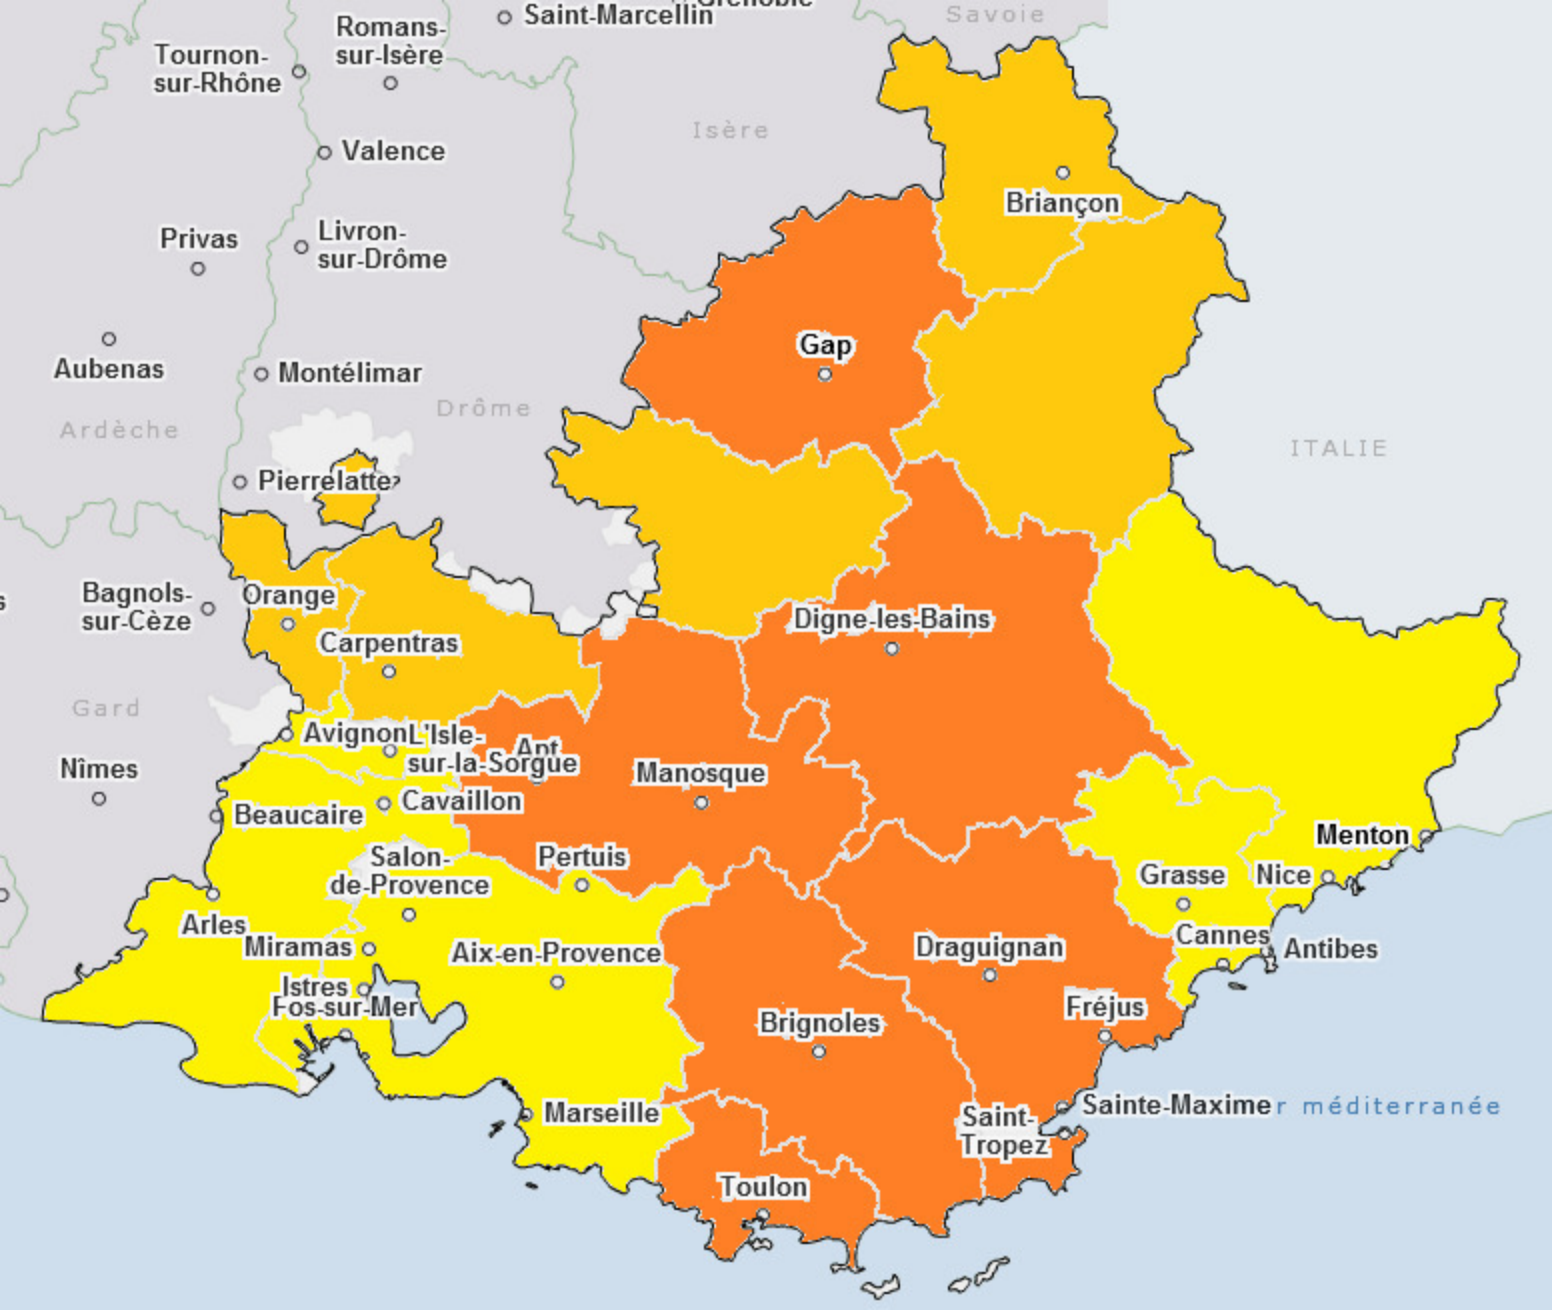 Grenoble
Savoie
Saint-Marcellin
Romans-
sur-Isère
Tournon-
sur-Rhône
Isère
Valence
Briançon
Privas
Livron-
sur-Drôme
Gap
Aubenas
Montélimar
Drôme
Ardèche
ITALIE
Pierrelatte
Bagnols-
sur-Cèze
Orange
Digne-les-Bains
Carpentras
Gard
Avignon
L'Isle-
sur-la-Sorgue
Apt
Nîmes
Manosque
Cavaillon
Beaucaire
Menton
Salon-
de-Provence
Pertuis
Grasse
Nice
Arles
Miramas
Aix-en-Provence
Draguignan
Cannes
Antibes
Istres
Fos-sur-Mer
Fréjus
Brignoles
Marseille
Sainte-Maxime
r méditerranée
Saint-
Tropez
Toulon